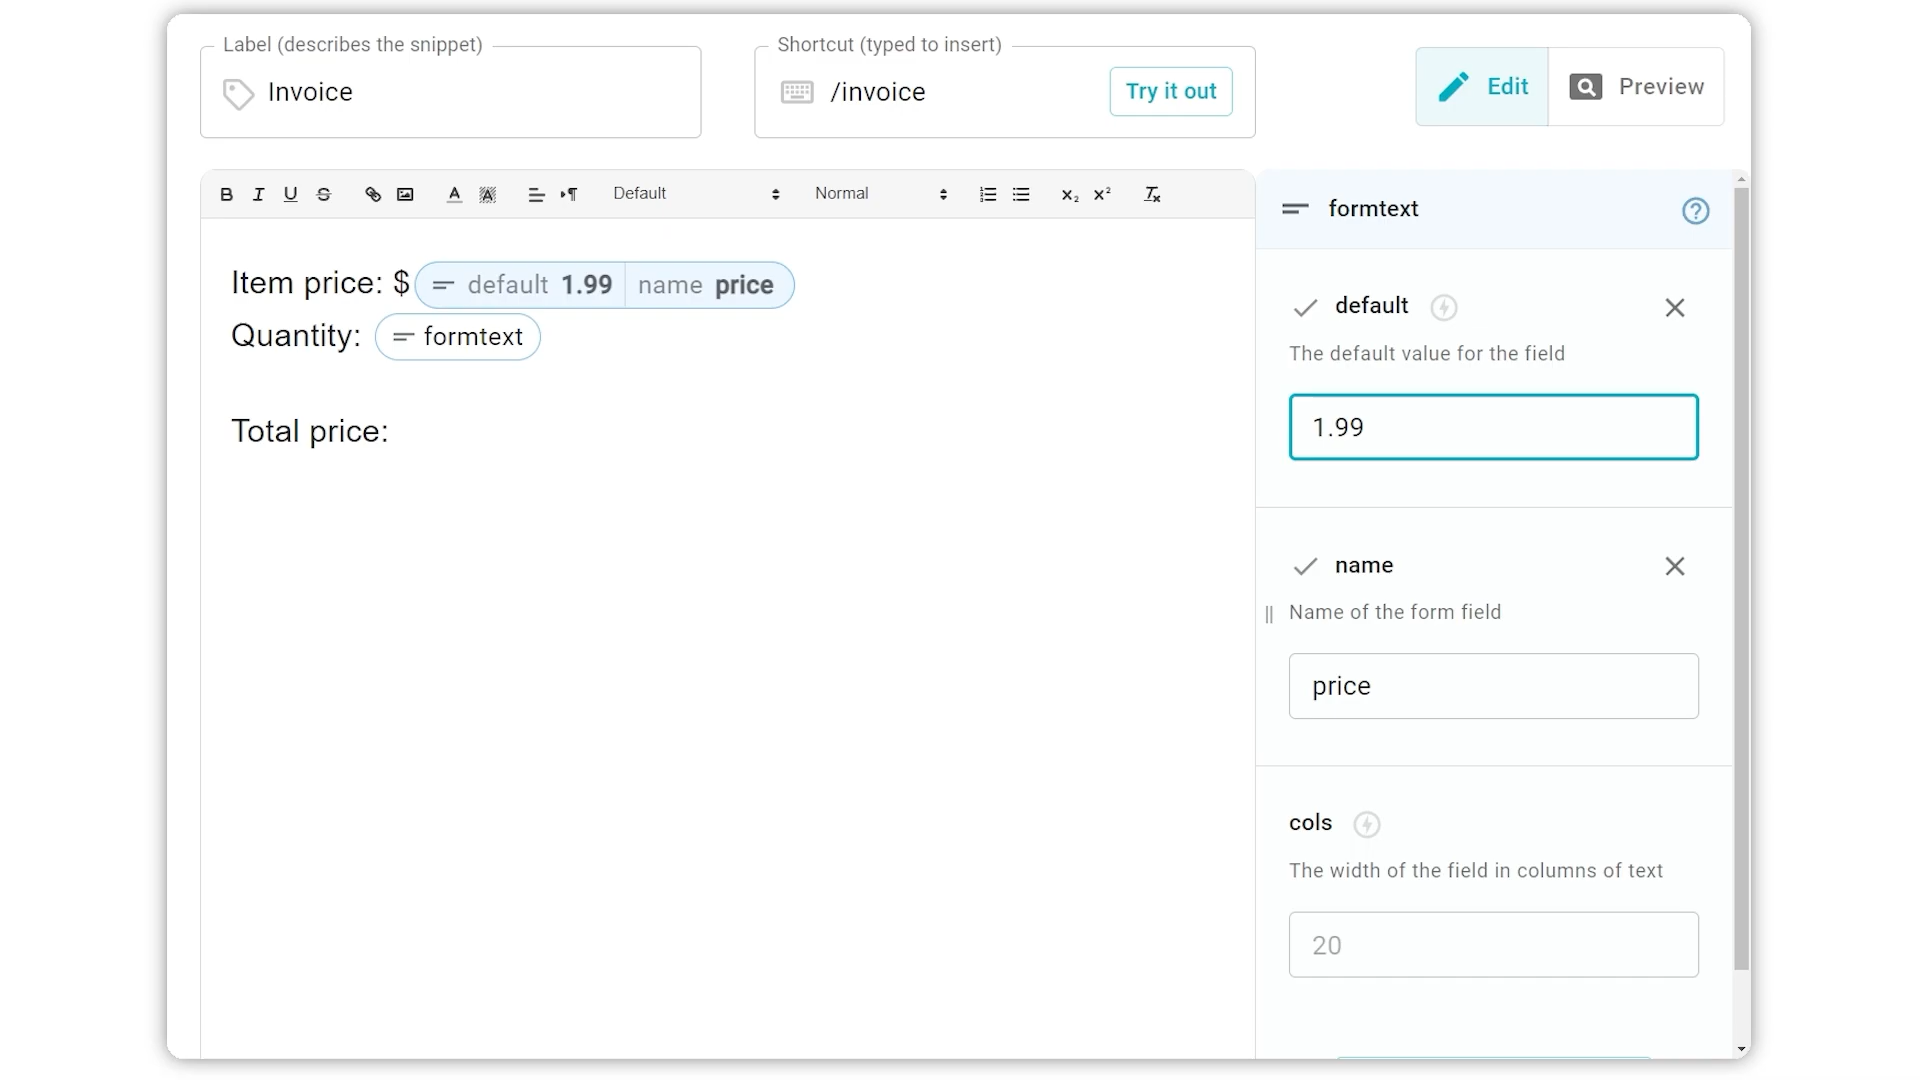 Label (describes the snippet)
Invoice
Shortcut (typed to insert)
/invoice
Try it out
Edit
Preview
B I U S
Default
Normal
Item price: $ default 1.99 name price
Quantity: formtext
Total price:
formtext
default
The default value for the field
1.99
name
Name of the form field
price
cols
The width of the field in columns of text
20